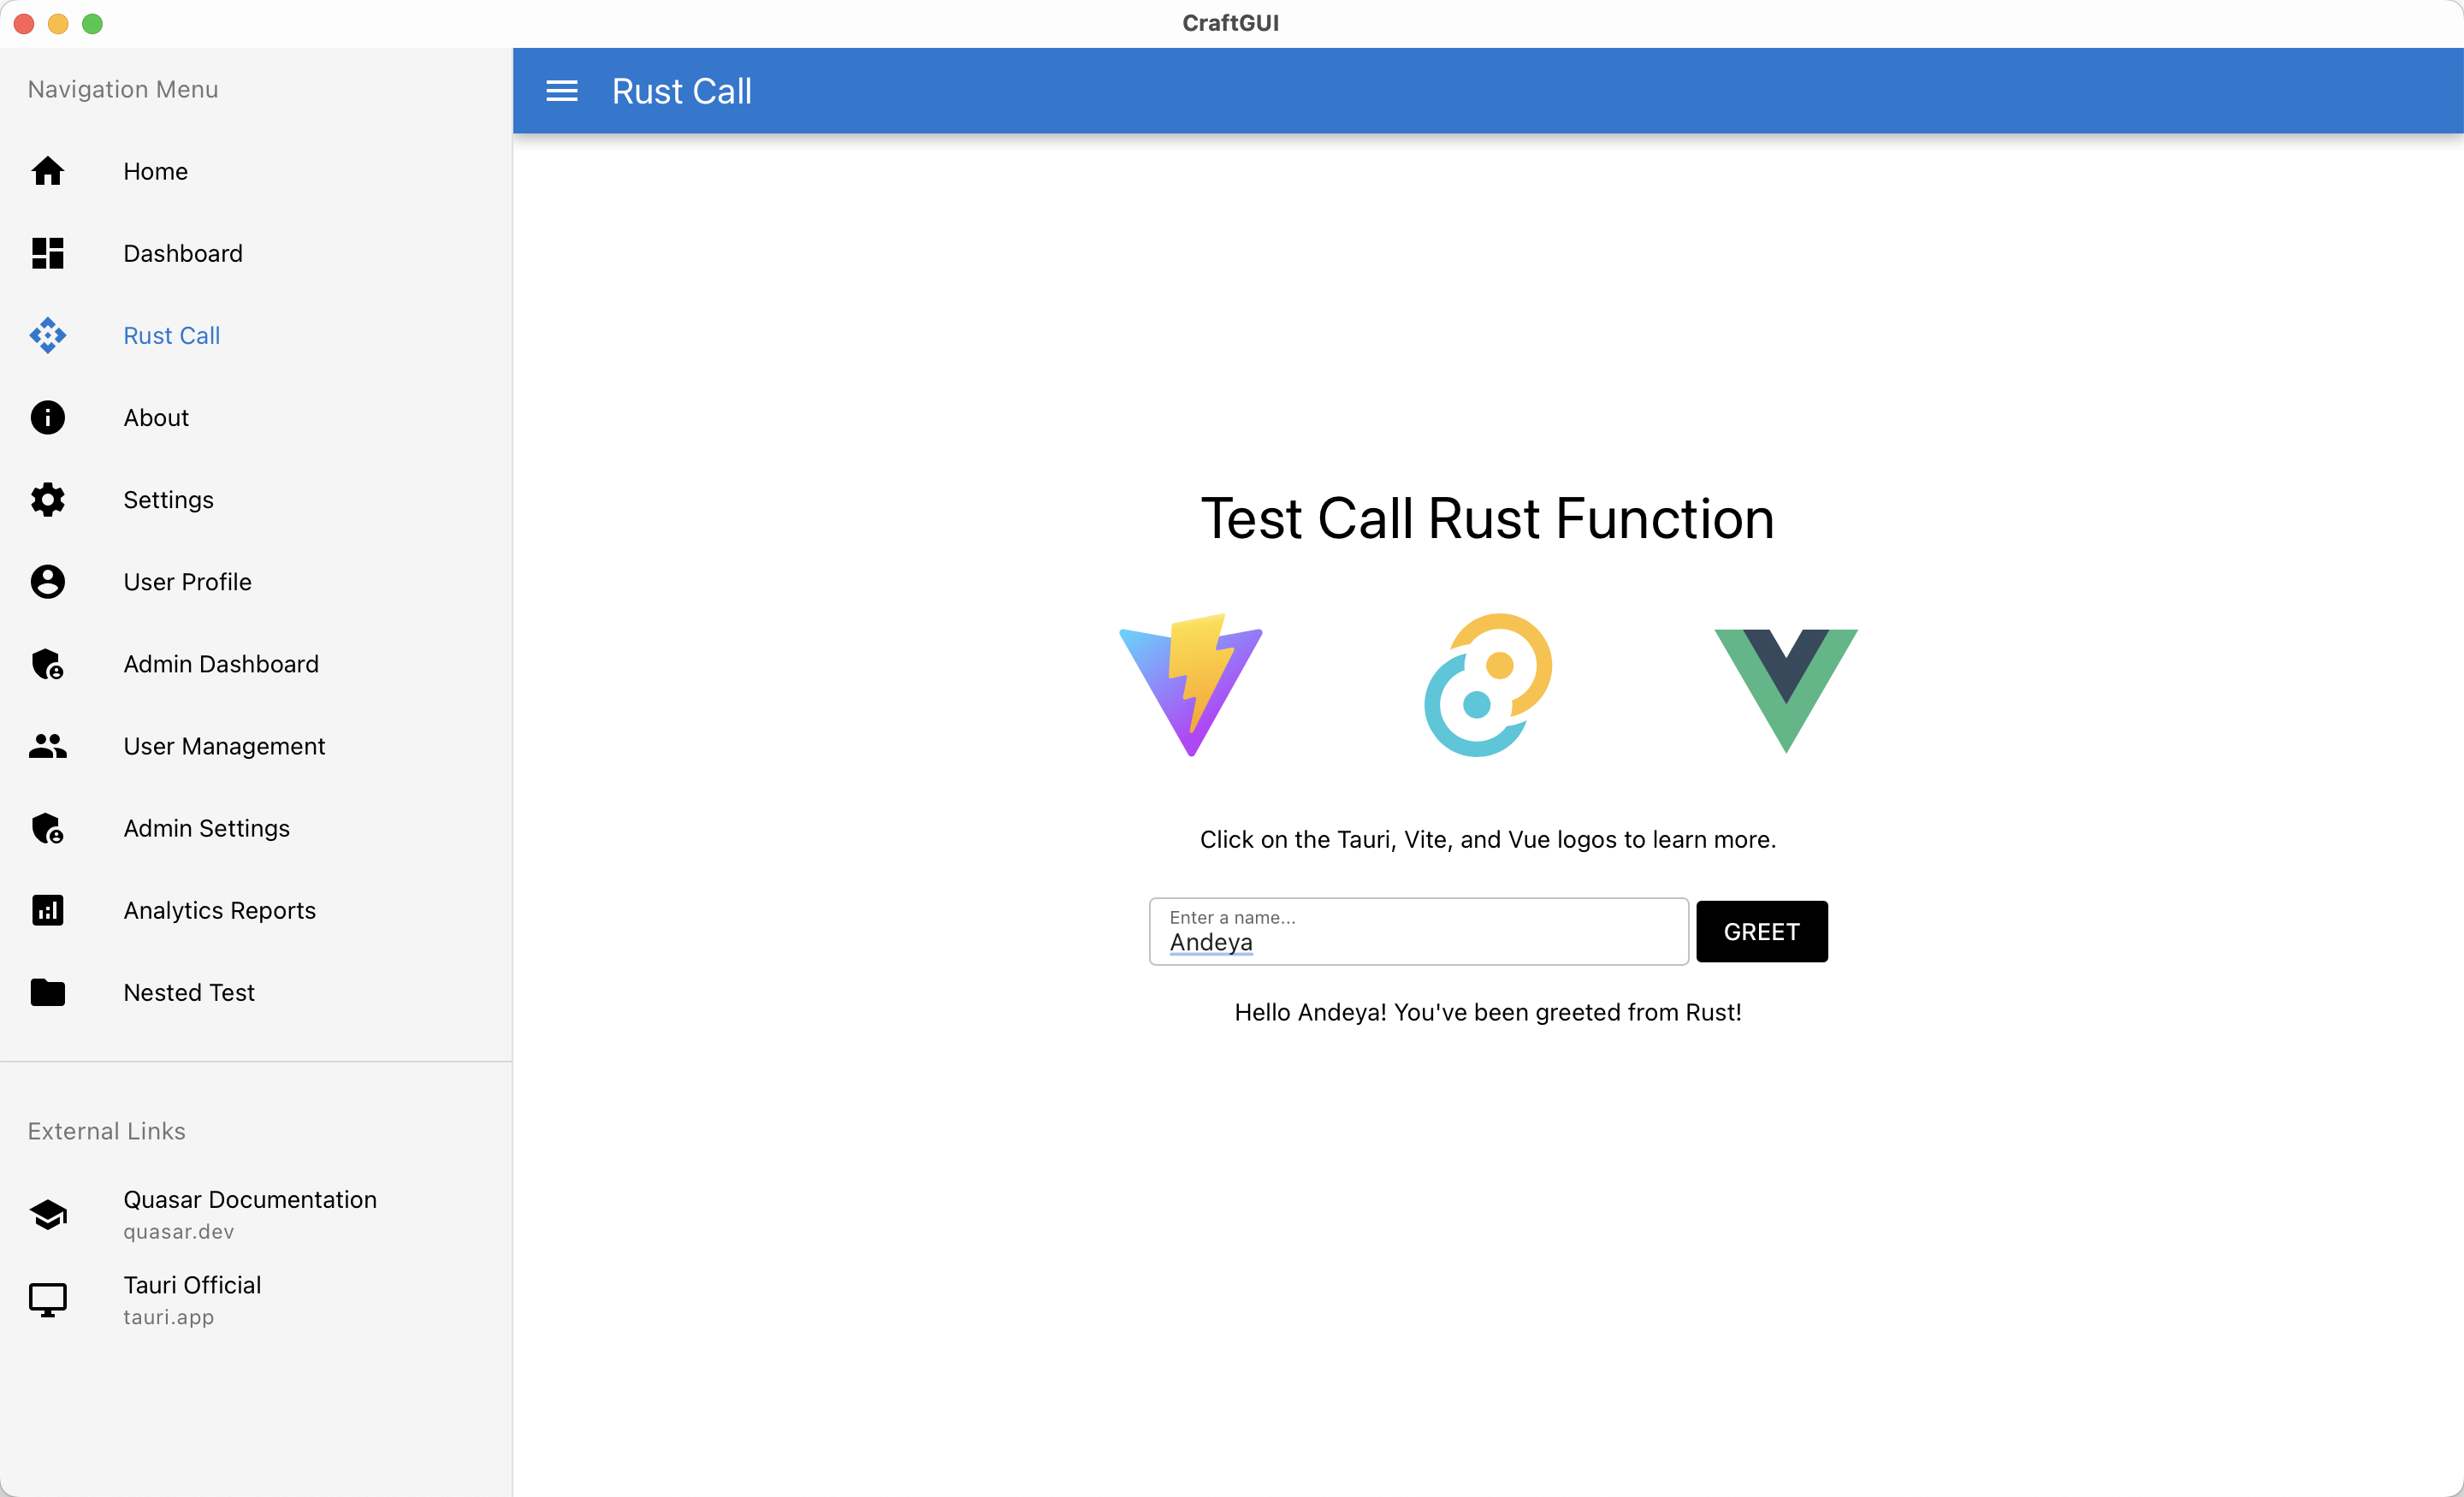 CraftGUI
Navigation Menu
Home
Dashboard
Rust Call
About
Settings
User Profile
Admin Dashboard
User Management
Admin Settings
Analytics Reports
Nested Test
External Links
Quasar Documentation
quasar.dev
Tauri Official
tauri.app
Rust Call
Test Call Rust Function
Click on the Tauri, Vite, and Vue logos to learn more.
Enter a name...
Andeya
GREET
Hello Andeya! You've been greeted from Rust!